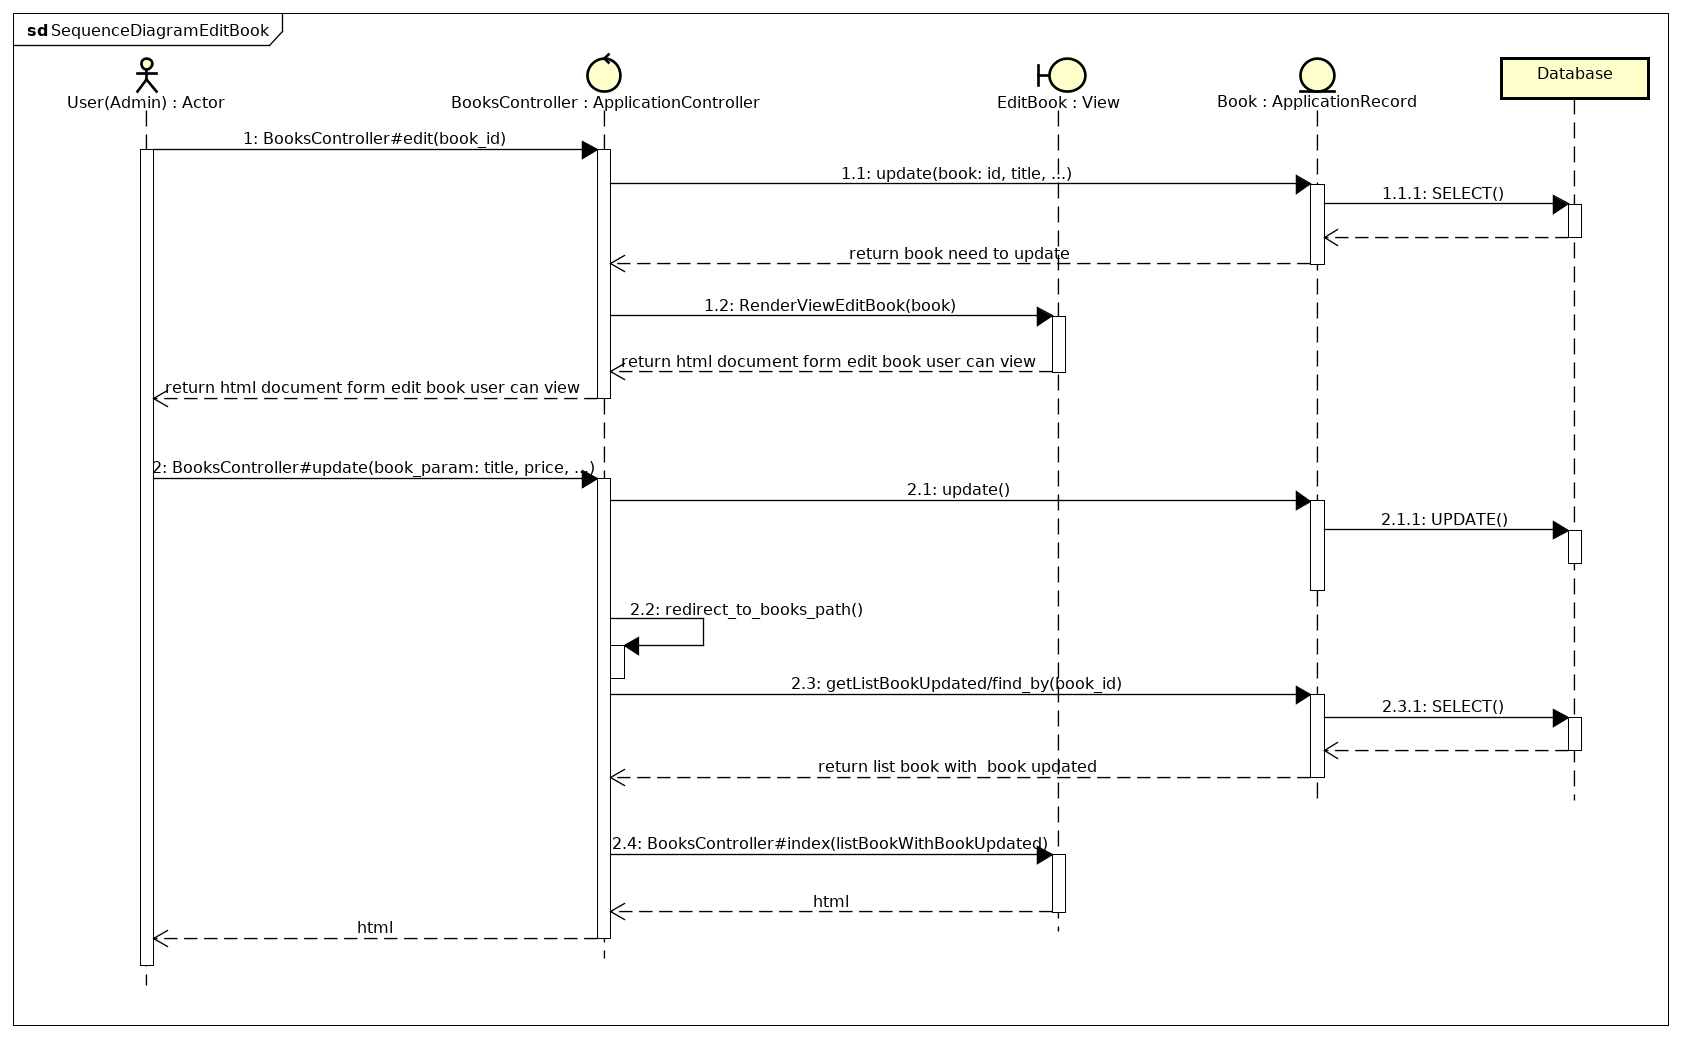 sd SequenceDiagramEditBook
User(Admin) : Actor
BooksController : ApplicationController
EditBook : View
Book : ApplicationRecord
Database
1: BooksController#edit(book_id)
1.1: update(book: id, title, ...)
1.1.1: SELECT()
return book need to update
1.2: RenderViewEditBook(book)
return html document form edit book user can view
return html document form edit book user can view
2: BooksController#update(book_param: title, price, ...)
2.1: update()
2.1.1: UPDATE()
2.2: redirect_to_books_path()
2.3: getListBookUpdated/find_by(book_id)
2.3.1: SELECT()
return list book with  book updated
2.4: BooksController#index(listBookWithBookUpdated)
html
html